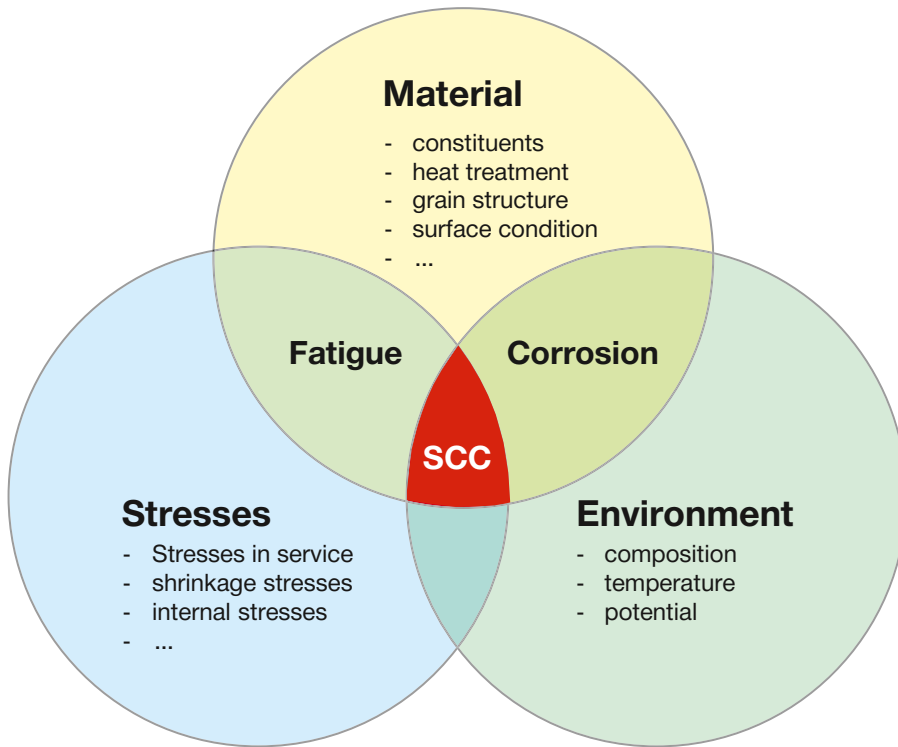 Material
- constituents
- heat treatment
- grain structure
- surface condition
- ...
Fatigue
Corrosion
SCC
Stresses
- Stresses in service
- shrinkage stresses
- internal stresses
- ...
Environment
- composition
- temperature
- potential